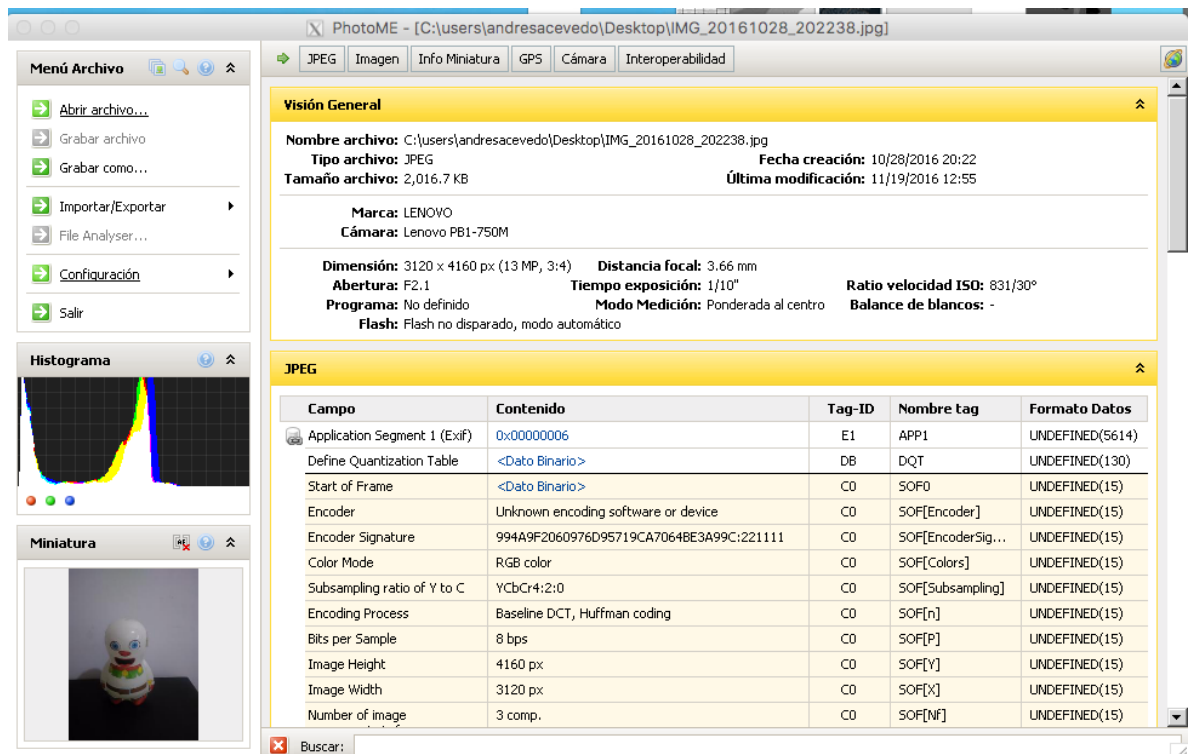 PhotoME - [C:\users\andresacevedo\Desktop\IMG_20161028_202238.jpg]
Menú Archivo
Abrir archivo...
Grabar archivo
Grabar como...
Importar/Exportar
File Analyser...
Configuración
Salir
Histograma
Miniatura
JPEG Imagen Info Miniatura GPS Cámara Interoperabilidad
Visión General
Nombre archivo: C:\users\andresacevedo\Desktop\IMG_20161028_202238.jpg
Tipo archivo: JPEG Fecha creación: 10/28/2016 20:22
Tamaño archivo: 2,016.7 KB Última modificación: 11/19/2016 12:55
Marca: LENOVO
Cámara: Lenovo PB1-750M
Dimensión: 3120 x 4160 px (13 MP, 3:4) Distancia focal: 3.66 mm
Abertura: F2.1 Tiempo exposición: 1/10" Ratio velocidad ISO: 831/30º
Programa: No definido Modo Medición: Ponderada al centro Balance de blancos: -
Flash: Flash no disparado, modo automático
JPEG
Campo Contenido Tag-ID Nombre tag Formato Datos
Application Segment 1 (Exif) 0x00000006 E1 APP1 UNDEFINED(5614)
Define Quantization Table <Dato Binario> DB DQT UNDEFINED(130)
Start of Frame <Dato Binario> C0 SOF0 UNDEFINED(15)
Encoder Unknown encoding software or device C0 SOF[Encoder] UNDEFINED(15)
Encoder Signature 994A9F2060976D95719CA7064BE3A99C:221111 C0 SOF[EncoderSig... UNDEFINED(15)
Color Mode RGB color C0 SOF[Colors] UNDEFINED(15)
Subsampling ratio of Y to C YCbCr4:2:0 C0 SOF[Subsampling] UNDEFINED(15)
Encoding Process Baseline DCT, Huffman coding C0 SOF[n] UNDEFINED(15)
Bits per Sample 8 bps C0 SOF[P] UNDEFINED(15)
Image Height 4160 px C0 SOF[Y] UNDEFINED(15)
Image Width 3120 px C0 SOF[X] UNDEFINED(15)
Number of image 3 comp. C0 SOF[Nf] UNDEFINED(15)
Buscar: